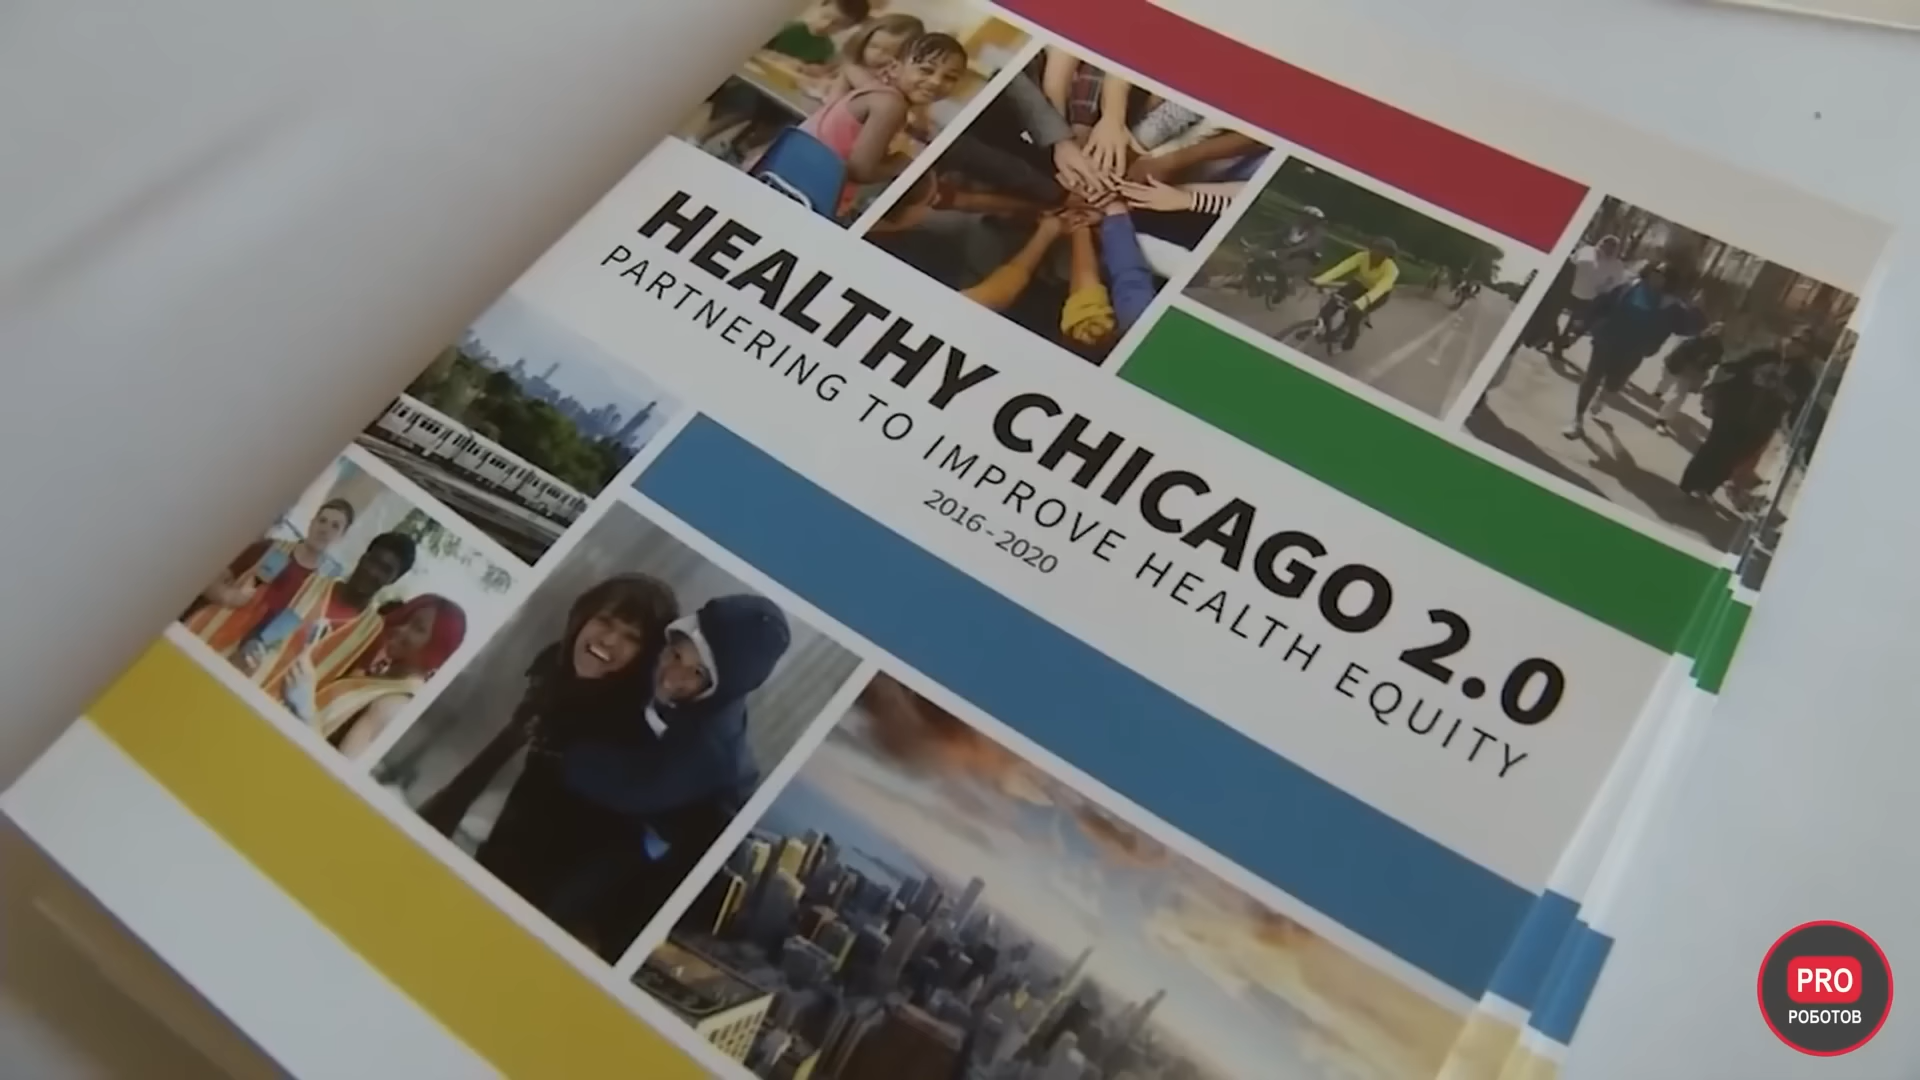 HEALTHY CHICAGO 2.0
PARTNERING TO IMPROVE HEALTH EQUITY
2016-2020
PRO
РОБОТОВ